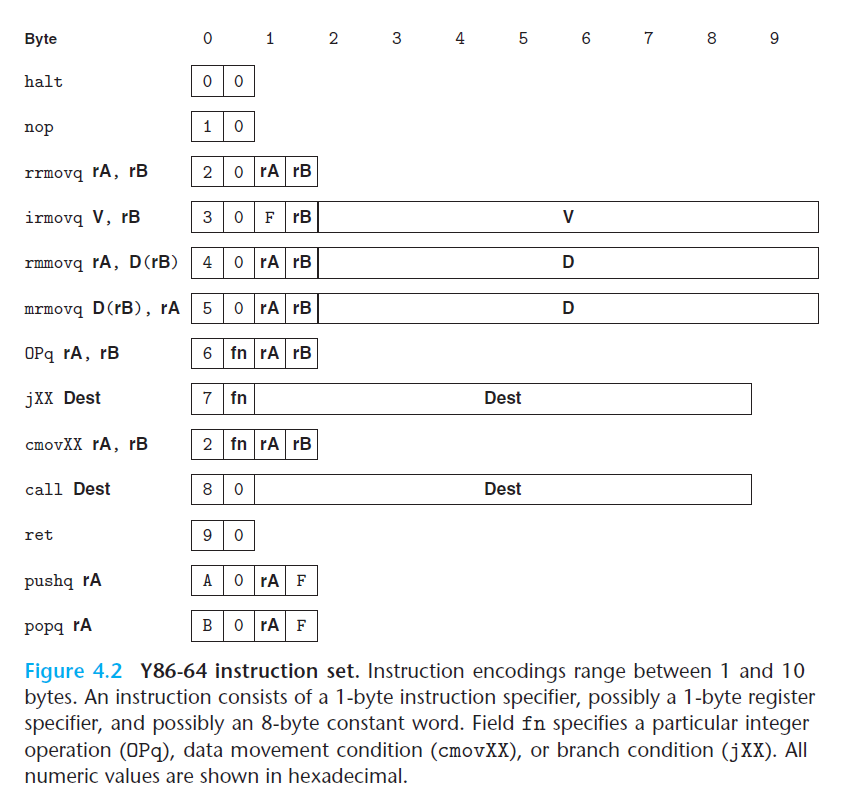 Byte 0 1 2 3 4 5 6 7 8 9
halt 0 0
nop 1 0
rrmovq rA, rB 2 0 rA rB
irmovq V, rB 3 0 F rB V
rmmovq rA, D(rB) 4 0 rA rB D
mrmovq D(rB), rA 5 0 rA rB D
OPq rA, rB 6 fn rA rB
jXX Dest 7 fn Dest
cmovXX rA, rB 2 fn rA rB
call Dest 8 0 Dest
ret 9 0
pushq rA A 0 rA F
popq rA B 0 rA F
Figure 4.2 Y86-64 instruction set. Instruction encodings range between 1 and 10
bytes. An instruction consists of a 1-byte instruction specifier, possibly a 1-byte register
specifier, and possibly an 8-byte constant word. Field fn specifies a particular integer
operation (OPq), data movement condition (cmovXX), or branch condition (jXX). All
numeric values are shown in hexadecimal.